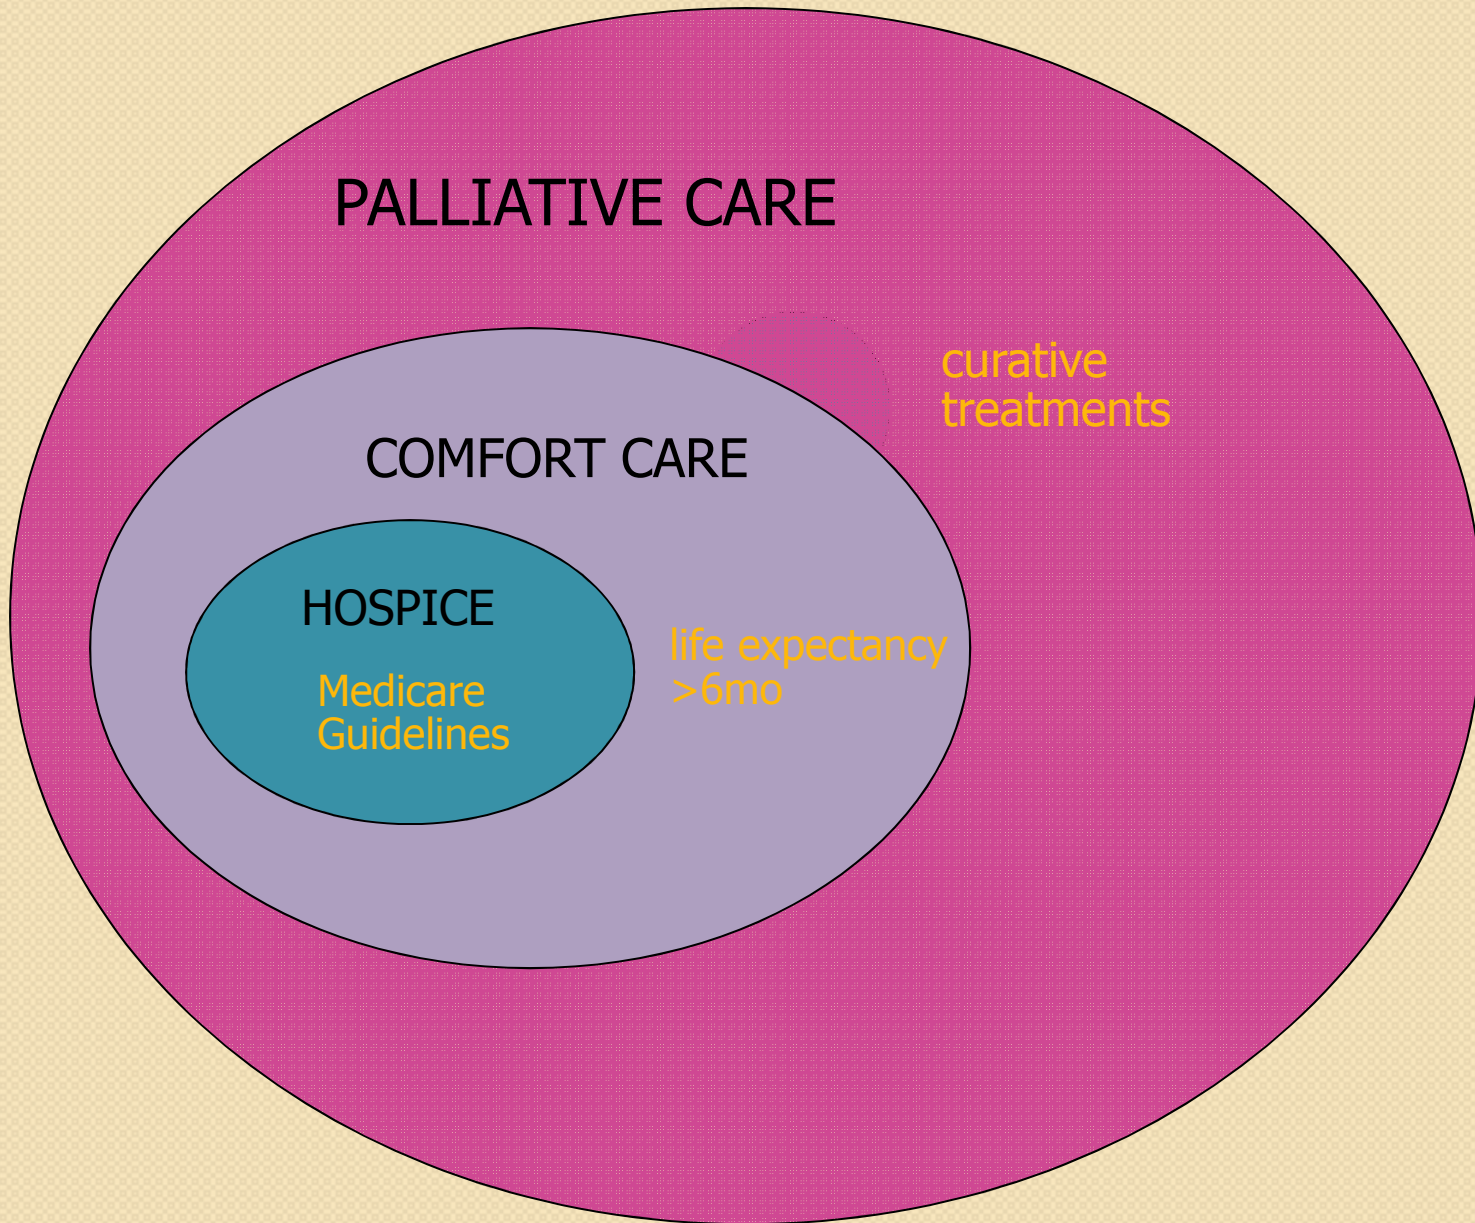 PALLIATIVE CARE
curative
treatments
COMFORT CARE
HOSPICE
Medicare
Guidelines
life expectancy
>6mo